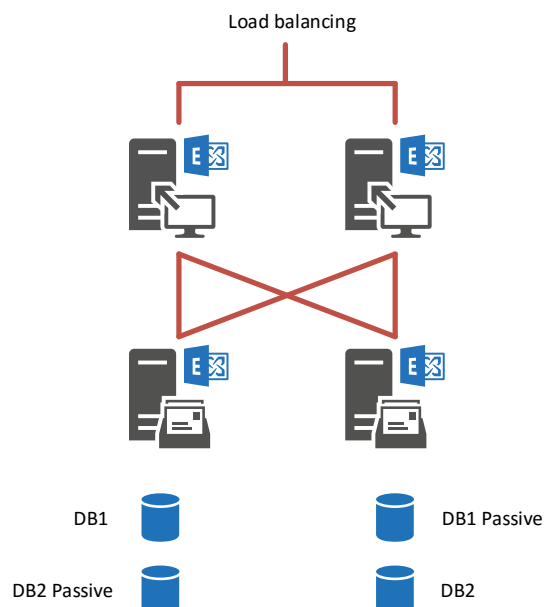 Load balancing
E
E
E
E
DB1
DB1 Passive
DB2 Passive
DB2